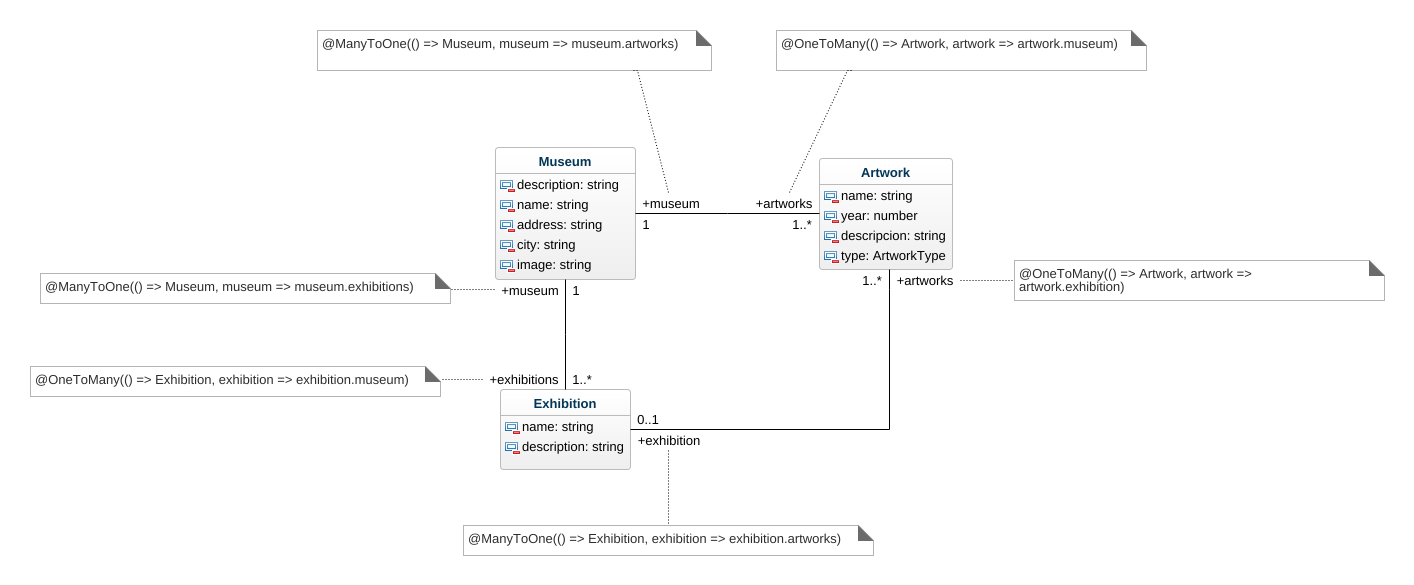 @ManyToOne(() => Museum, museum => museum.artworks)
@OneToMany(() => Artwork, artwork => artwork.museum)
Museum
description: string
name: string
address: string
city: string
image: string
+museum
1
+artworks
1..*
Artwork
name: string
year: number
descripcion: string
type: ArtworkType
@ManyToOne(() => Museum, museum => museum.exhibitions)
+museum
1
1..*
+artworks
@OneToMany(() => Artwork, artwork =>
artwork.exhibition)
@OneToMany(() => Exhibition, exhibition => exhibition.museum)
+exhibitions
1..*
Exhibition
name: string
description: string
0..1
+exhibition
@ManyToOne(() => Exhibition, exhibition => exhibition.artworks)